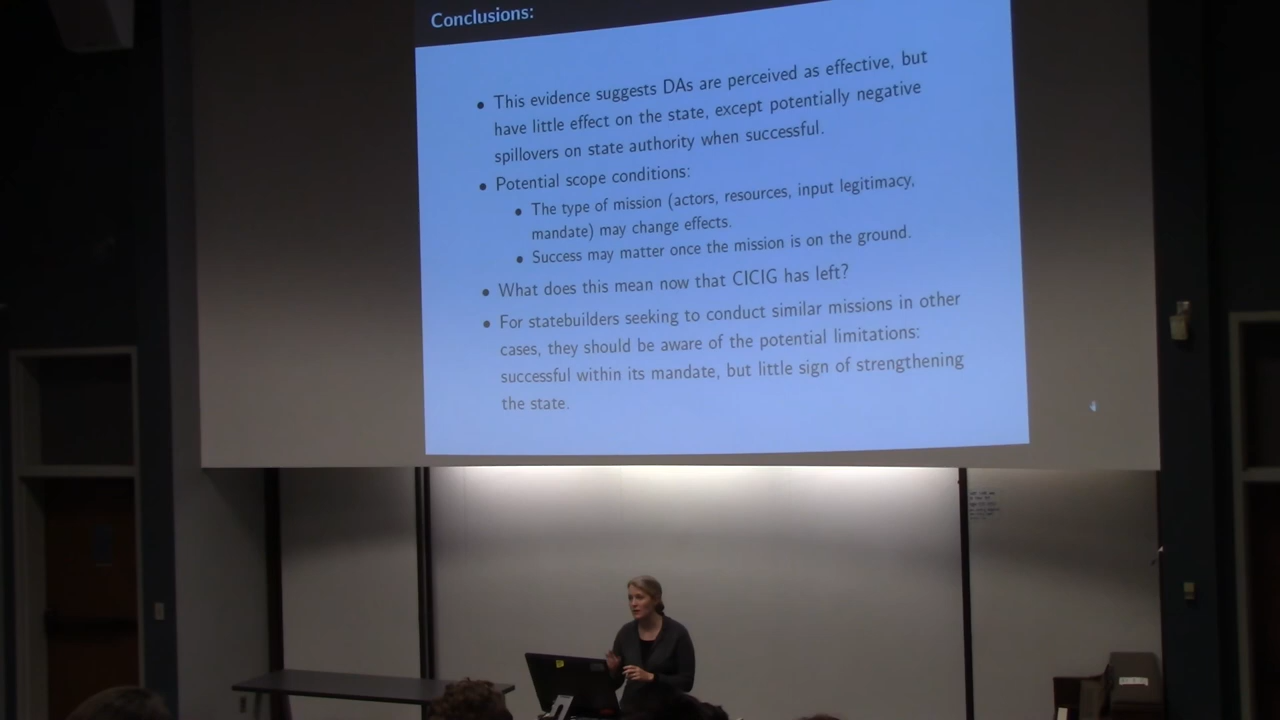 Conclusions:
• This evidence suggests DAs are perceived as effective, but
have little effect on the state, except potentially negative
spillovers on state authority when successful.
• Potential scope conditions:
• The type of mission (actors, resources, input legitimacy,
mandate) may change effects.
• Success may matter once the mission is on the ground.
• What does this mean now that CICIG has left?
• For statebuilders seeking to conduct similar missions in other
cases, they should be aware of the potential limitations:
successful within its mandate, but little sign of strengthening
the state.